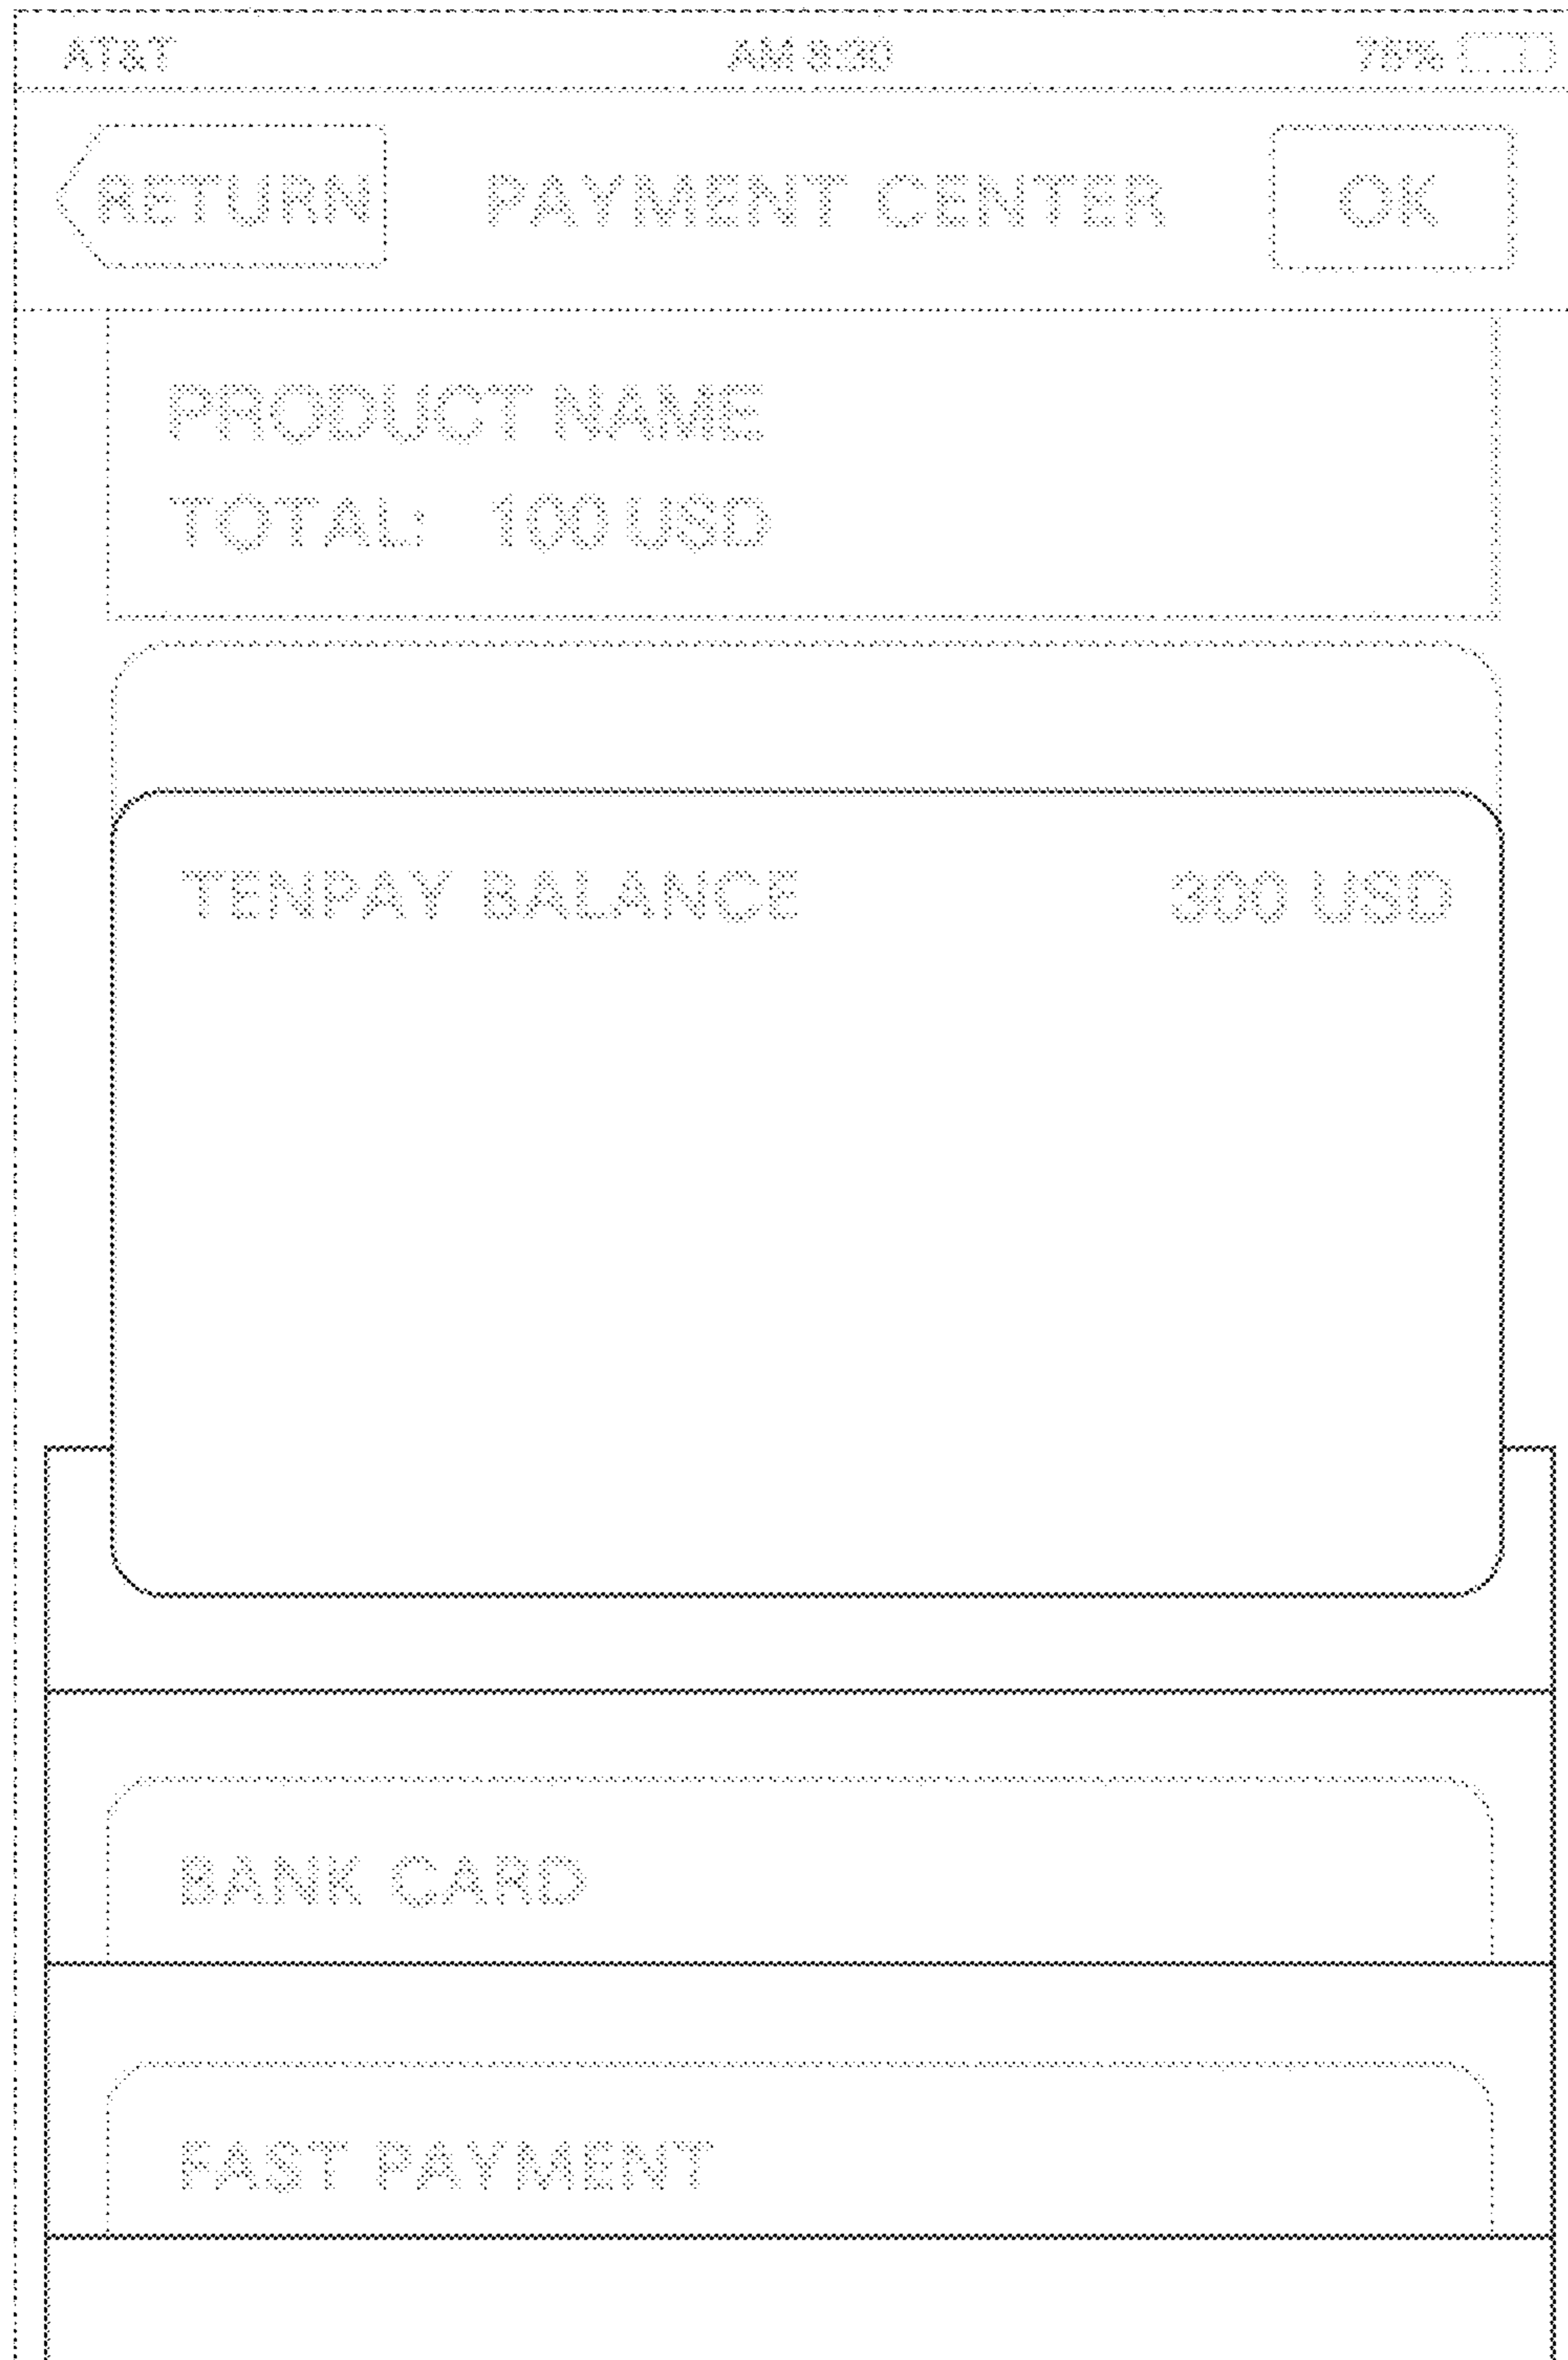 AT&T AM 8:30 75%
RETURN PAYMENT CENTER OK
PRODUCT NAME
TOTAL: 100 USD
TENPAY BALANCE 300 USD
BANK CARD
FAST PAYMENT